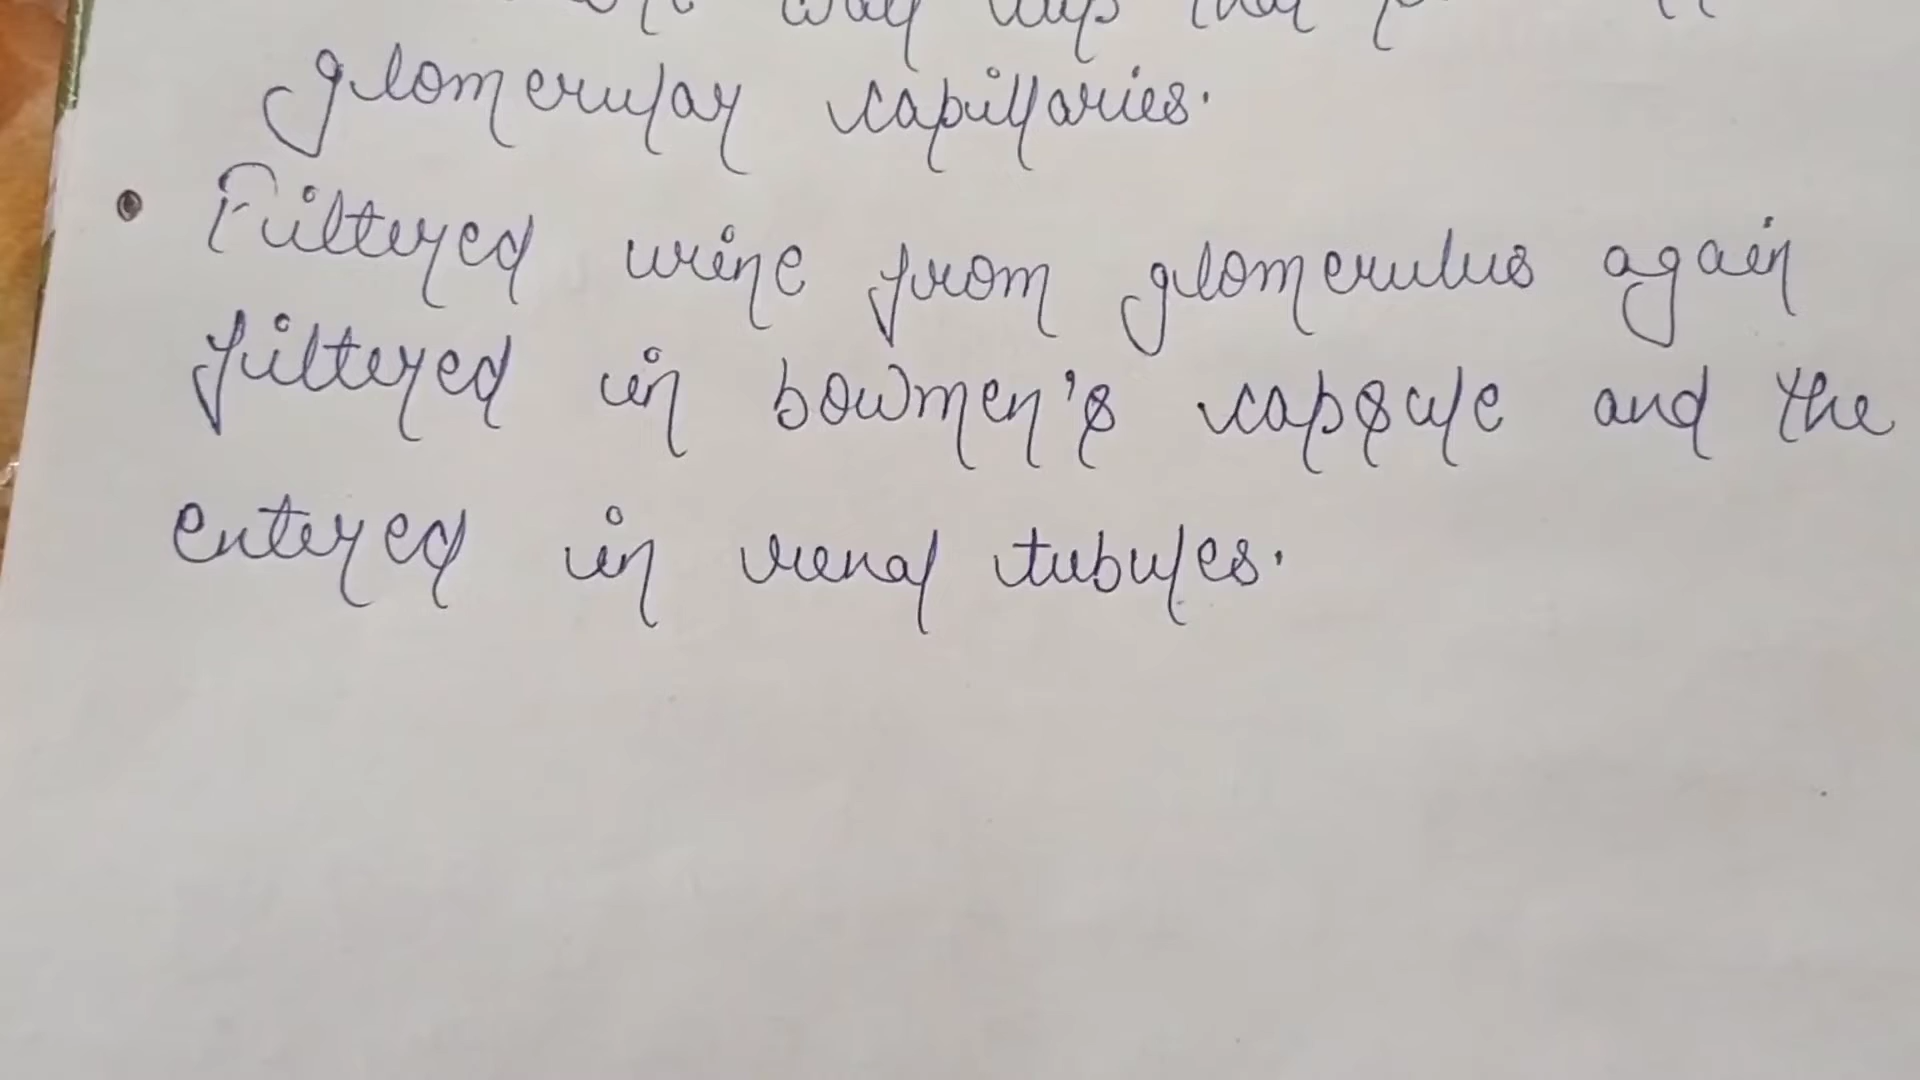 glomerular capillaries.
• Filtered urine from glomerulus again
filtered in bowmen's capsule and the
entered in renal tubules.